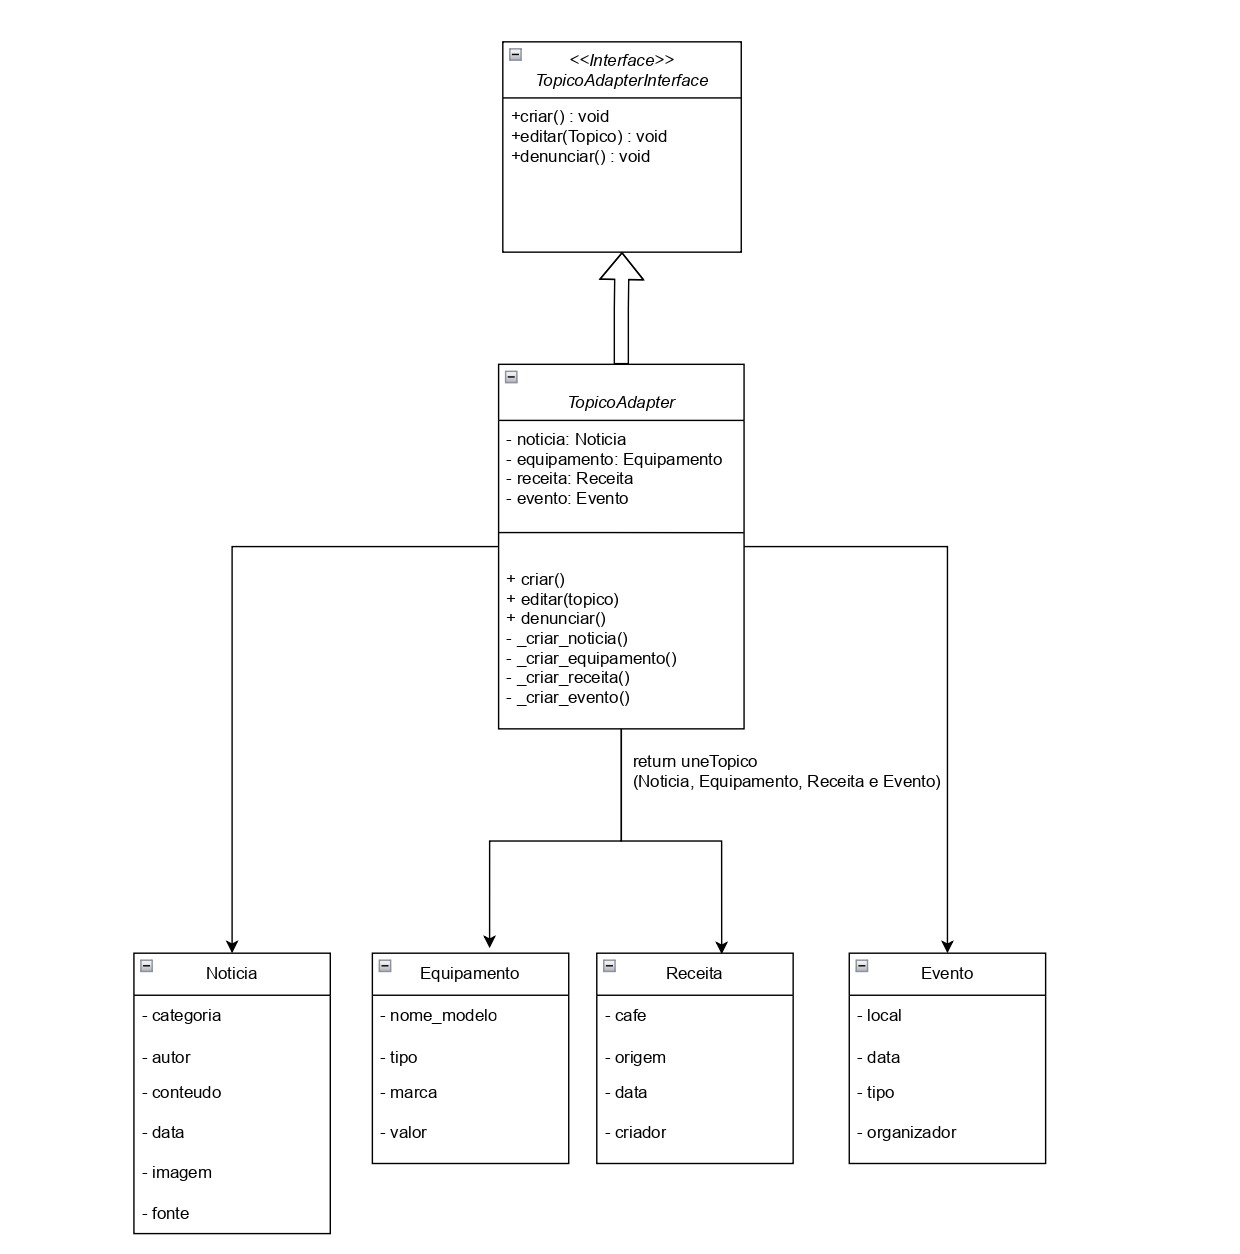 <<Interface>>
TopicoAdapterInterface
+criar() : void
+editar(Topico) : void
+denunciar() : void
TopicoAdapter
- noticia: Noticia
- equipamento: Equipamento
- receita: Receita
- evento: Evento
+ criar()
+ editar(topico)
+ denunciar()
- _criar_noticia()
- _criar_equipamento()
- _criar_receita()
- _criar_evento()
return uneTopico
(Noticia, Equipamento, Receita e Evento)
Noticia
- categoria
- autor
- conteudo
- data
- imagem
- fonte
Equipamento
- nome_modelo
- tipo
- marca
- valor
Receita
- cafe
- origem
- data
- criador
Evento
- local
- data
- tipo
- organizador